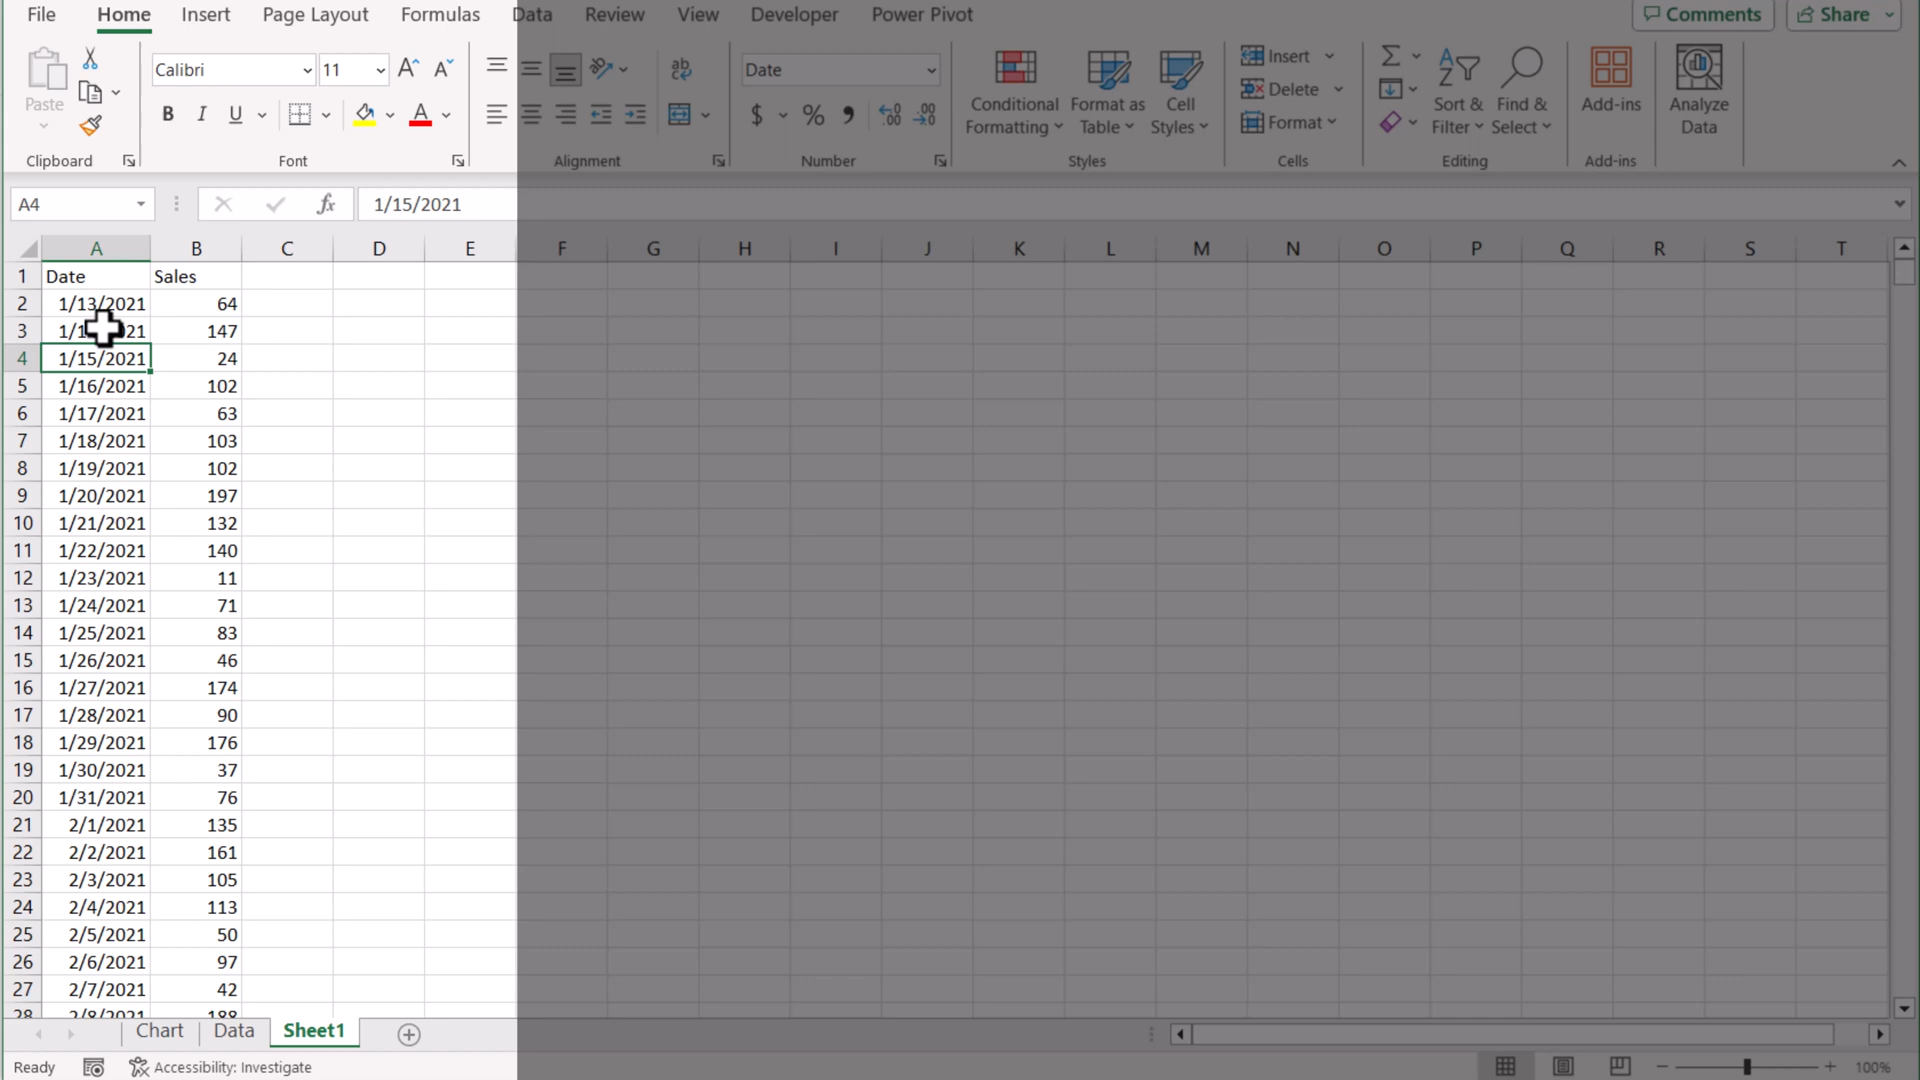 File Home Insert Page Layout Formulas Data Review View Developer Power Pivot Comments Share
Calibri 11 Date Insert
Paste Conditional Formatting Format as Table Cell Styles Delete Sort & Filter Find & Select Add-ins Analyze Data
B I U $ % Format
Clipboard Font Alignment Number Styles Cells Editing Add-ins
A4 fx 1/15/2021
A B C D E F G H I J K L M N O P Q R S T
1 Date Sales
2 1/13/2021 64
3 147
4 1/15/2021 24
5 1/16/2021 102
6 1/17/2021 63
7 1/18/2021 103
8 1/19/2021 102
9 1/20/2021 197
10 1/21/2021 132
11 1/22/2021 140
12 1/23/2021 11
13 1/24/2021 71
14 1/25/2021 83
15 1/26/2021 46
16 1/27/2021 174
17 1/28/2021 90
18 1/29/2021 176
19 1/30/2021 37
20 1/31/2021 76
21 2/1/2021 135
22 2/2/2021 161
23 2/3/2021 105
24 2/4/2021 113
25 2/5/2021 50
26 2/6/2021 97
27 2/7/2021 42
28 2/8/2021 188
Chart Data Sheet1
Ready Accessibility: Investigate 100%